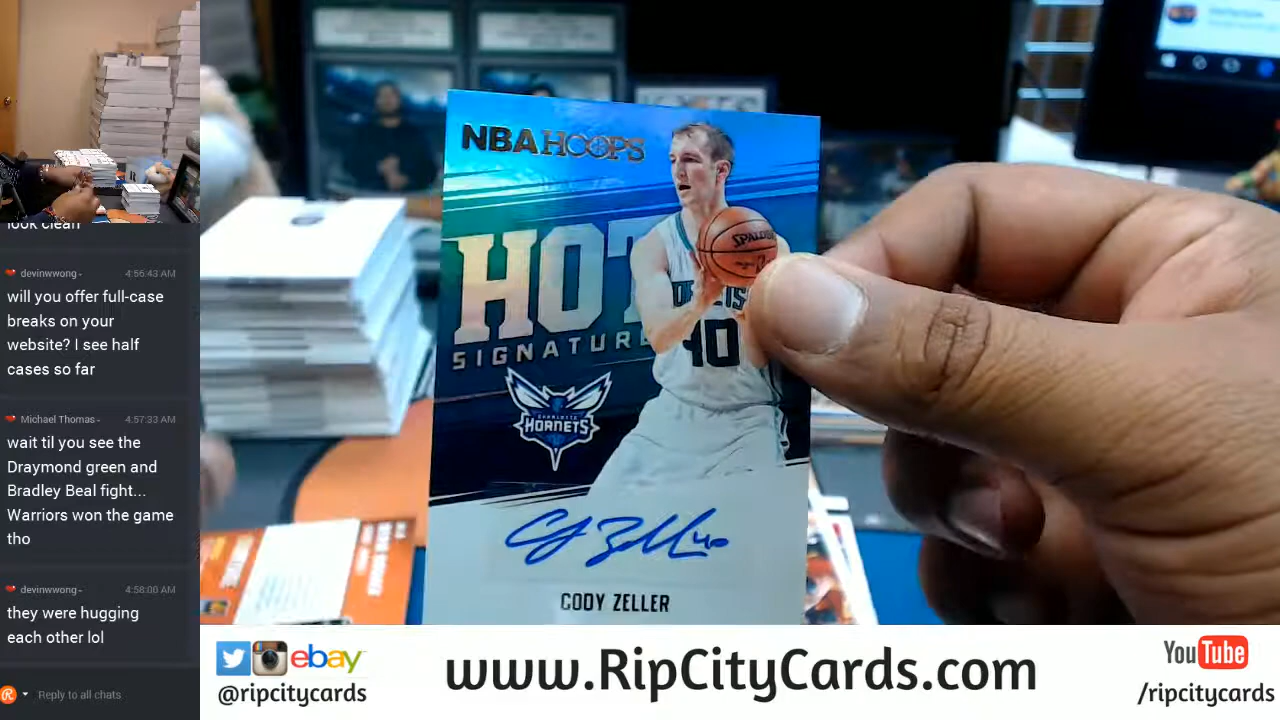 look clean
devinwwong- 4:56:43 AM
will you offer full-case
breaks on your
website? I see half
cases so far
Michael Thomas- 4:57:33 AM
wait til you see the
Draymond green and
Bradley Beal fight...
Warriors won the game
tho
devinwwong- 4:58:00 AM
they were hugging
each other lol
Reply to all chats
NBA HOOPS
HOT
SIGNATURE
SPALDING
40
CHARLOTTE
HORNETS
40
CODY ZELLER
ebay
@ripcitycards
www.RipCityCards.com
YouTube
/ripcitycards